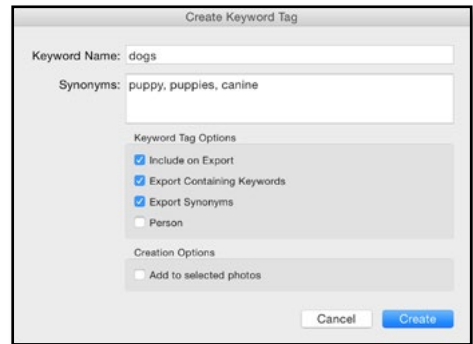 Create Keyword Tag
Keyword Name: dogs
Synonyms: puppy, puppies, canine
Keyword Tag Options
Include on Export
Export Containing Keywords
Export Synonyms
Person
Creation Options
Add to selected photos
Cancel Create